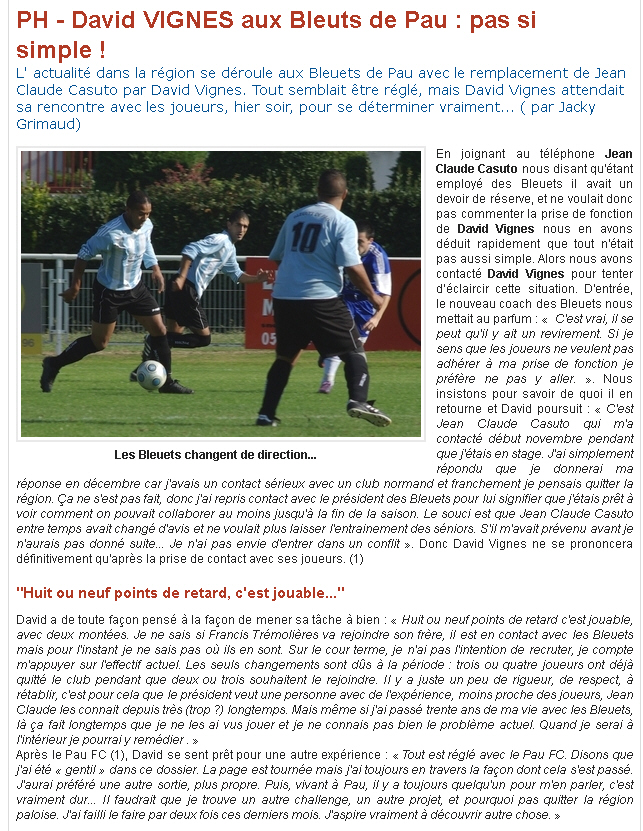 PH - David VIGNES aux Bleuts de Pau : pas si
simple !
L' actualité dans la région se déroule aux Bleuets de Pau avec le remplacement de Jean
Claude Casuto par David Vignes. Tout semblait être réglé, mais David Vignes attendait
sa rencontre avec les joueurs, hier soir, pour se déterminer vraiment... ( par Jacky
Grimaud)
En joignant au téléphone Jean
Claude Casuto nous disant qu'étant
employé des Bleuets il avait un
devoir de réserve, et ne voulait donc
pas commenter la prise de fonction
de David Vignes nous en avons
déduit rapidement que tout n'était
pas aussi simple. Alors nous avons
contacté David Vignes pour tenter
d'éclaircir cette situation. D'entrée,
le nouveau coach des Bleuets nous
mettait au parfum : « C'est vrai, il se
peut qu'il y ait un revirement. Si je
sens que les joueurs ne veulent pas
adhérer à ma prise de fonction je
préfère ne pas y aller. ». Nous
insistons pour savoir de quoi il en
retourne et David poursuit : « C'est
Jean Claude Casuto qui m'a
contacté début novembre pendant
que j'étais en stage. J'ai simplement
répondu que je donnerai ma
10
05
96
Les Bleuets changent de direction...
réponse en décembre car j'avais un contact sérieux avec un club normand et franchement je pensais quitter la
région. Ça ne s'est pas fait, donc j'ai repris contact avec le président des Bleuets pour lui signifier que j'étais prêt à
voir comment on pouvait collaborer au moins jusqu'à la fin de la saison. Le souci est que Jean Claude Casuto
entre temps avait changé d'avis et ne voulait plus laisser l'entrainement des séniors. S'il m'avait prévenu avant je
n'aurais pas donné suite... Je n'ai pas envie d'entrer dans un conflit ». Donc David Vignes ne se prononcera
définitivement qu'après la prise de contact avec ses joueurs. (1)
"Huit ou neuf points de retard, c'est jouable..."
David a de toute façon pensé à la façon de mener sa tâche à bien : « Huit ou neuf points de retard c'est jouable,
avec deux montées. Je ne sais si Francis Trémolières va rejoindre son frère, il est en contact avec les Bleuets
mais pour l'instant je ne sais pas où ils en sont. Sur le cour terme, je n'ai pas l'intention de recruter, je compte
m'appuyer sur l'effectif actuel. Les seuls changements sont dûs à la période : trois ou quatre joueurs ont déjà
quitté le club pendant que deux ou trois souhaitent le rejoindre. Il y a juste un peu de rigueur, de respect, à
rétablir, c'est pour cela que le président veut une personne avec de l'expérience, moins proche des joueurs, Jean
Claude les connait depuis très (trop ?) longtemps. Mais même si j'ai passé trente ans de ma vie avec les Bleuets,
là ça fait longtemps que je ne les ai vus jouer et je ne connais pas bien le problème actuel. Quand je serai à
l'intérieur je pourrai y remédier . »
Après le Pau FC (1), David se sent prêt pour une autre expérience : « Tout est réglé avec le Pau FC. Disons que
j'ai été « gentil » dans ce dossier. La page est tournée mais j'ai toujours en travers la façon dont cela s'est passé.
J'aurai préféré une autre sortie, plus propre. Puis, vivant à Pau, il y a toujours quelqu'un pour m'en parler, c'est
vraiment dur... Il faudrait que je trouve un autre challenge, un autre projet, et pourquoi pas quitter la région
paloise. J'ai failli le faire par deux fois ces derniers mois. J'aspire vraiment à découvrir autre chose. »